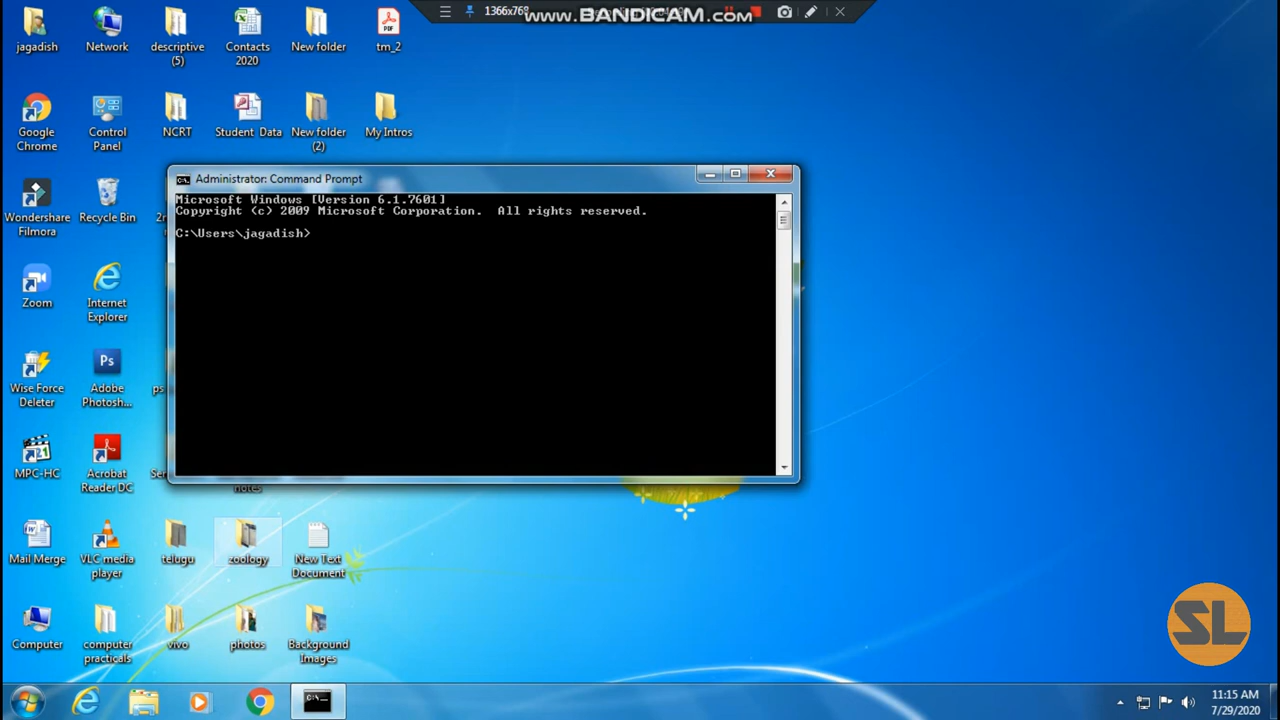 1366x768
www.BANDICAM.com
jagadish
Network
descriptive (5)
Contacts 2020
New folder
tm_2
Google Chrome
Control Panel
NCRT
Student Data
New folder (2)
My Intros
Administrator: Command Prompt
Microsoft Windows [Version 6.1.7601]
Copyright (c) 2009 Microsoft Corporation. All rights reserved.
C:\Users\jagadish>
Wondershare Filmora
Recycle Bin
Zoom
Internet Explorer
Wise Force Deleter
Adobe Photosh...
ps
MPC-HC
Acrobat Reader DC
notes
Mail Merge
VLC media player
telugu
zoology
New Text Document
Computer
computer practicals
vivo
photos
Background Images
SL
11:15 AM
7/29/2020